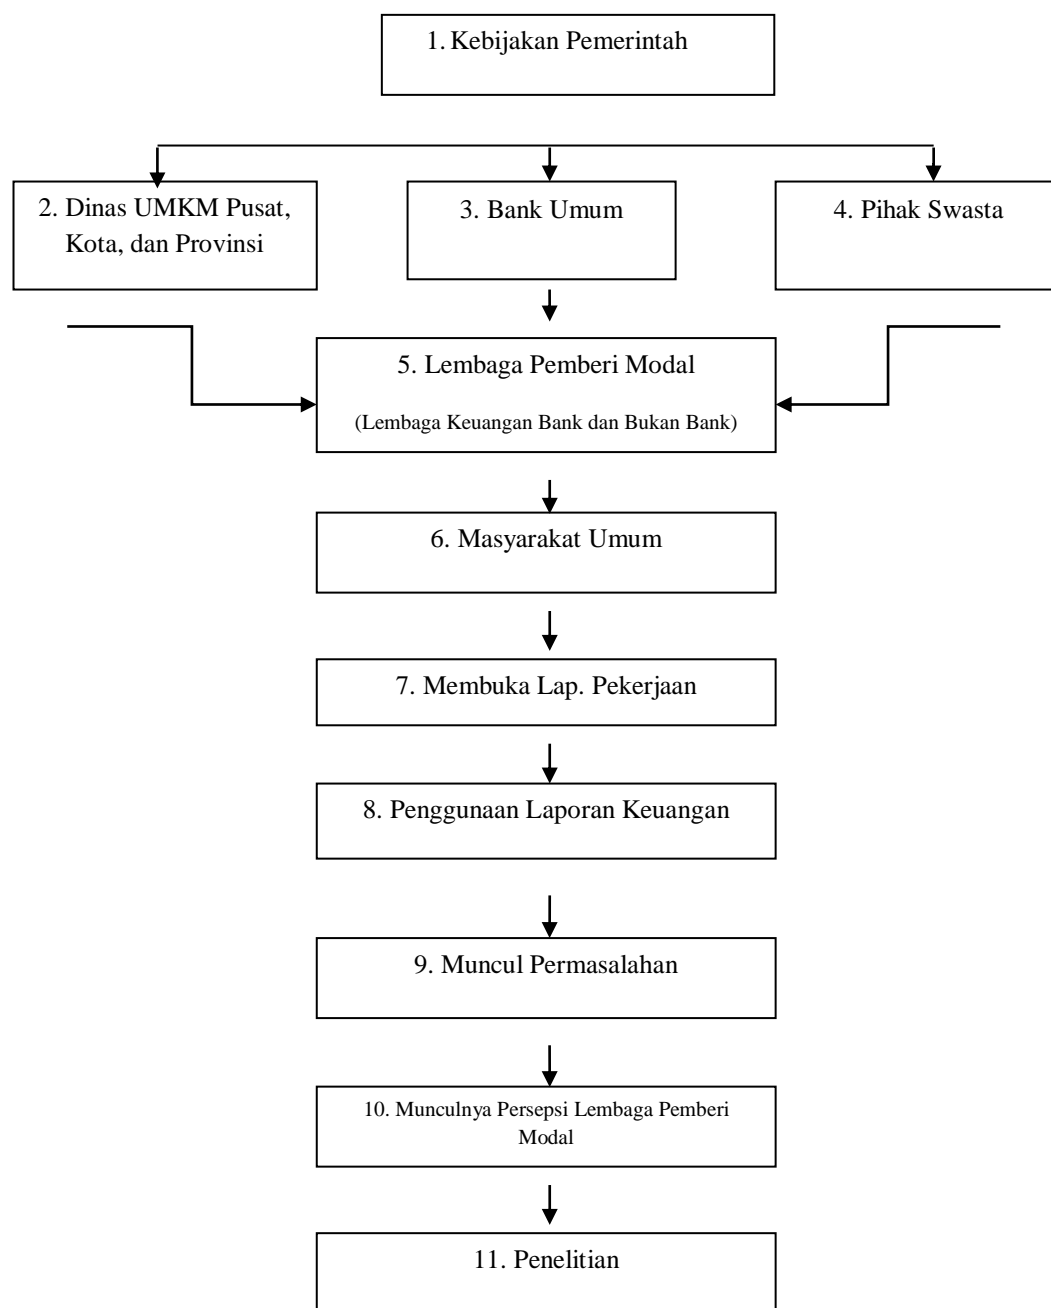 1. Kebijakan Pemerintah
2. Dinas UMKM Pusat,
Kota, dan Provinsi
3. Bank Umum
4. Pihak Swasta
5. Lembaga Pemberi Modal
(Lembaga Keuangan Bank dan Bukan Bank)
6. Masyarakat Umum
7. Membuka Lap. Pekerjaan
8. Penggunaan Laporan Keuangan
9. Muncul Permasalahan
10. Munculnya Persepsi Lembaga Pemberi
Modal
11. Penelitian